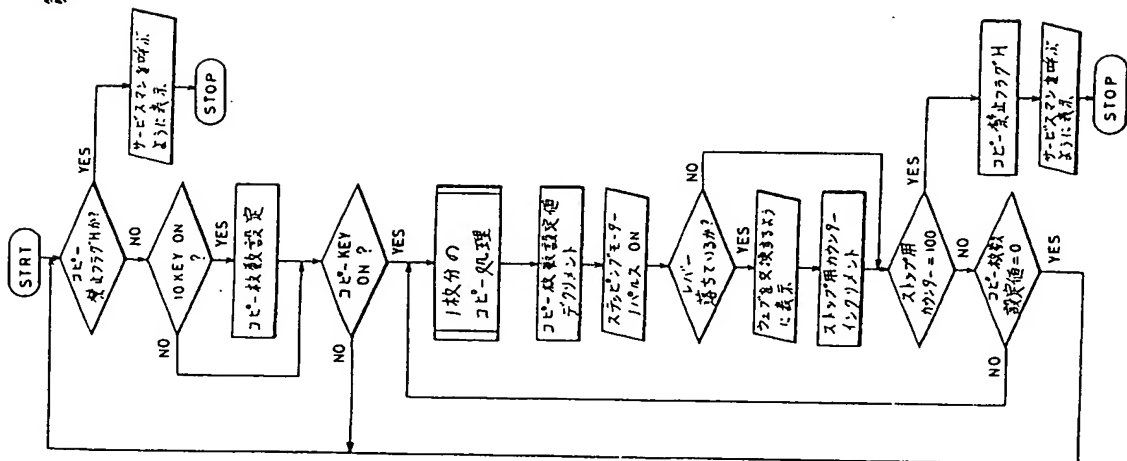 STRT
コピー
禁止フラグHか?
YES
サービスマンを呼ぶ
ように表示
STOP
NO
10KEY ON
?
NO
YES
コピー枚数設定
コピーKEY
ON?
NO
YES
1枚分の
コピー処理
コピー枚数設定値
デクリメント
ステッピングモーター
1パルスON
レバー
落ちているか?
NO
YES
ウェブを交換するよう
に表示
ストップ用カウンター
インクリメント
ストップ用
カウンター=100
YES
コピー禁止フラグH
サービスマンを呼ぶ
ように表示
STOP
NO
コピー枚数
設定値=0
NO
YES